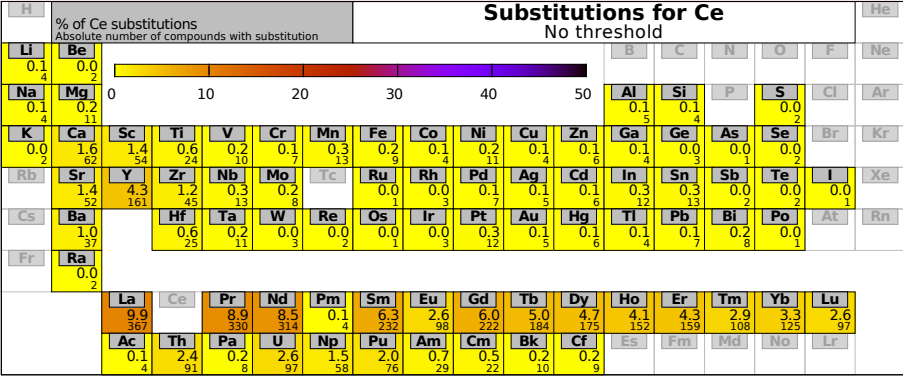 H
% of Ce substitutions
Absolute number of compounds with substitution
Substitutions for Ce
No threshold
He
Li Be B C N O F Ne
0.1 0.0
4 2
0 10 20 30 40 50
Na Mg Al Si P S Cl Ar
0.1 0.2 0.1 0.1 0.0
4 11 5 4 2
K Ca Sc Ti V Cr Mn Fe Co Ni Cu Zn Ga Ge As Se Br Kr
0.0 1.6 1.4 0.6 0.2 0.1 0.3 0.2 0.1 0.2 0.1 0.1 0.1 0.0 0.0 0.0
2 62 54 24 10 7 13 9 4 11 4 6 4 3 1 2
Rb Sr Y Zr Nb Mo Tc Ru Rh Pd Ag Cd In Sn Sb Te I Xe
1.4 4.3 1.2 0.3 0.2 0.0 0.0 0.1 0.1 0.1 0.3 0.3 0.0 0.0 0.0
52 161 45 13 8 1 3 7 5 6 12 13 2 2 1
Cs Ba Hf Ta W Re Os Ir Pt Au Hg Tl Pb Bi Po At Rn
1.0 0.6 0.2 0.0 0.0 0.0 0.0 0.3 0.1 0.1 0.1 0.1 0.2 0.0
37 25 11 3 2 1 3 12 5 6 4 7 8 1
Fr Ra
0.0
2
La Ce Pr Nd Pm Sm Eu Gd Tb Dy Ho Er Tm Yb Lu
9.9 8.9 8.5 0.1 6.3 2.6 6.0 5.0 4.7 4.1 4.3 2.9 3.3 2.6
367 330 314 4 232 98 222 184 175 152 159 108 125 97
Ac Th Pa U Np Pu Am Cm Bk Cf Es Fm Md No Lr
0.1 2.4 0.2 2.6 1.5 2.0 0.7 0.5 0.2 0.2
4 91 8 97 58 76 29 22 10 9